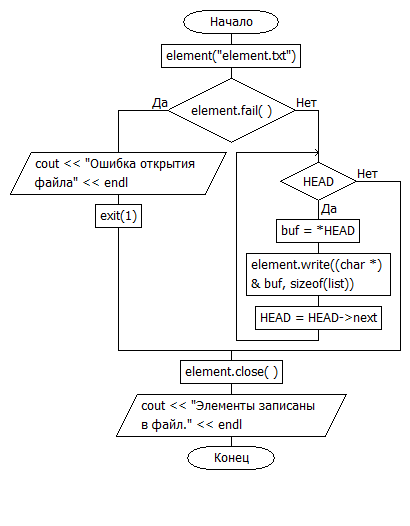 Начало
element("element.txt")
Да
Нет
element.fail( )
cout << "Ошибка открытия
файла" << endl
exit(1)
HEAD
Нет
Да
buf = *HEAD
element.write((char *)
& buf, sizeof(list))
HEAD = HEAD->next
element.close( )
cout << "Элементы записаны
в файл." << endl
Конец